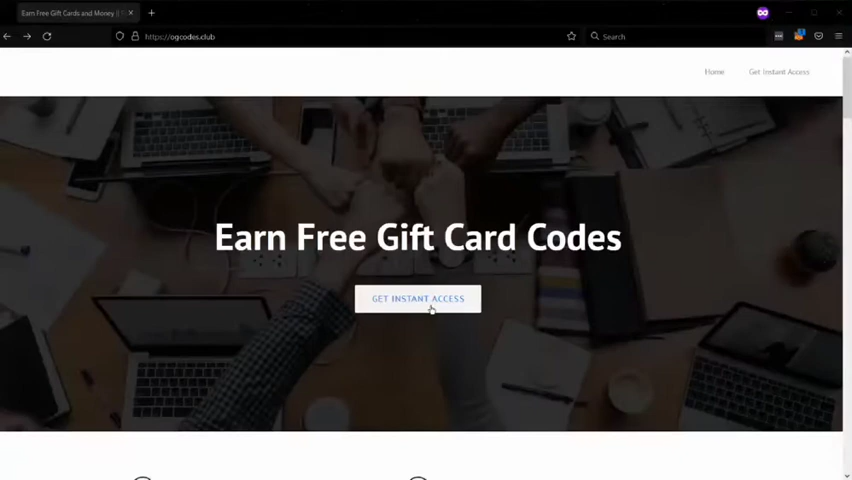 Earn Free Gift Cards and Money ||
https://ogcodes.club
Search
Home
Get Instant Access
Earn Free Gift Card Codes
GET INSTANT ACCESS